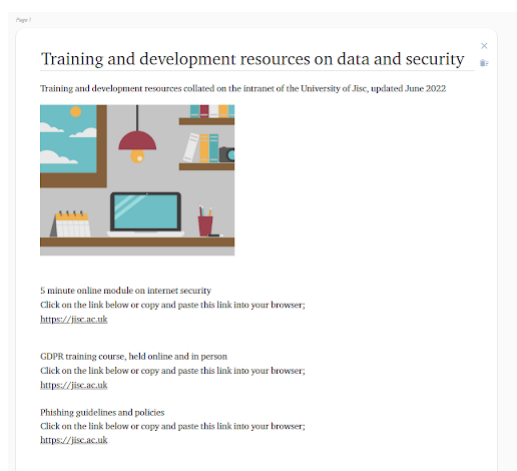 Page 1
Training and development resources on data and security
Training and development resources collated on the intranet of the University of Jisc, updated June 2022
5 minute online module on internet security
Click on the link below or copy and paste this link into your browser;
https://jisc.ac.uk
GDPR training course, held online and in person
Click on the link below or copy and paste this link into your browser;
https://jisc.ac.uk
Phishing guidelines and policies
Click on the link below or copy and paste this link into your browser;
https://jisc.ac.uk